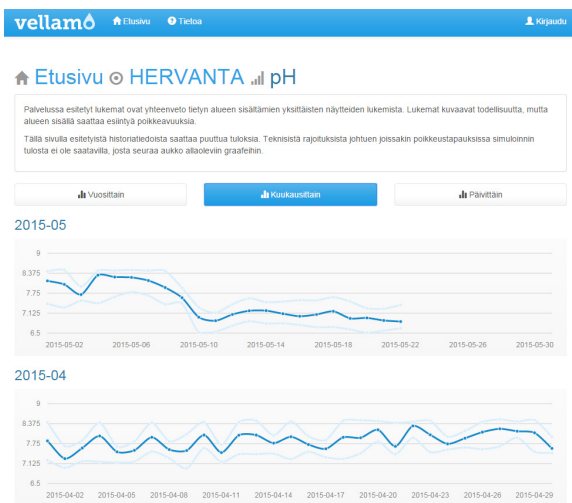 vellamo Etusivu Tietoa Kirjaudu
Etusivu HERVANTA pH
Palvelussa esitetyt lukemat ovat yhteenveto tietyn alueen sisältämien yksittäisten näytteiden lukemista. Lukemat kuvaavat todellisuutta, mutta
alueen sisällä saattaa esiintyä poikkeavuuksia.
Tällä sivulla esitetyistä historiatiedoista saattaa puuttua tuloksia. Teknisistä rajoituksista johtuen joissakin poikkeustapauksissa simuloinnin
tulosta ei ole saatavilla, josta seuraa aukko allaoleviin graafeihin.
Vuosittain Kuukausittain Päivittäin
2015-05
9
8.375
7.75
7.125
6.5
2015-05-02 2015-05-06 2015-05-10 2015-05-14 2015-05-18 2015-05-22 2015-05-26 2015-05-30
2015-04
9
8.375
7.75
7.125
6.5
2015-04-02 2015-04-05 2015-04-08 2015-04-11 2015-04-14 2015-04-17 2015-04-20 2015-04-23 2015-04-26 2015-04-29